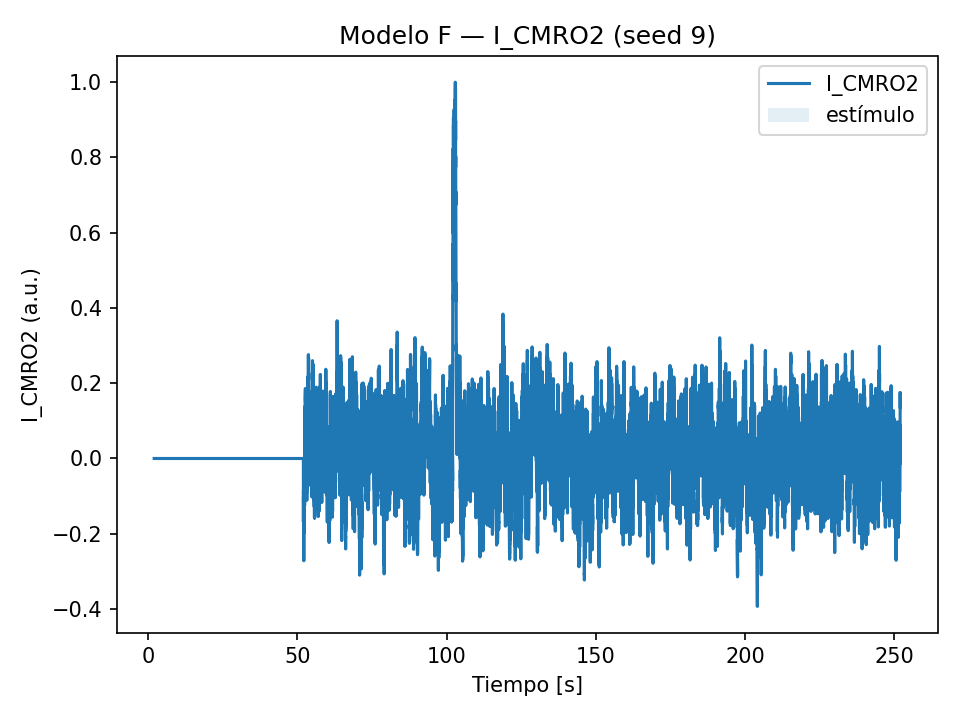 Modelo F — I_CMRO2 (seed 9)
I_CMRO2
estímulo
I_CMRO2 (a.u.)
1.0
0.8
0.6
0.4
0.2
0.0
−0.2
−0.4
0 50 100 150 200 250
Tiempo [s]